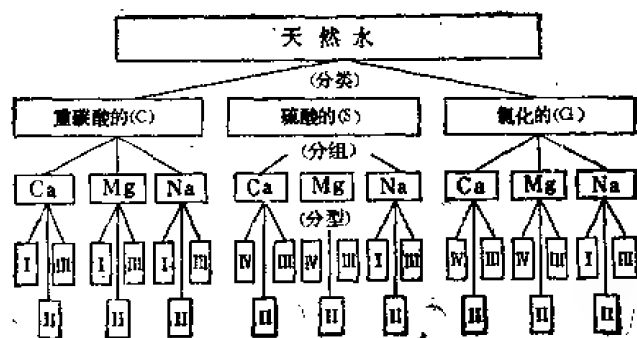 天然水
(分类)
重碳酸的(C) 硫酸的(S) 氯化的(Cl)
(分组)
Ca Mg Na Ca Mg Na Ca Mg Na
(分型)
I III I III I III IV III IV III I III IV III IV III I III
II II II II II II II II II